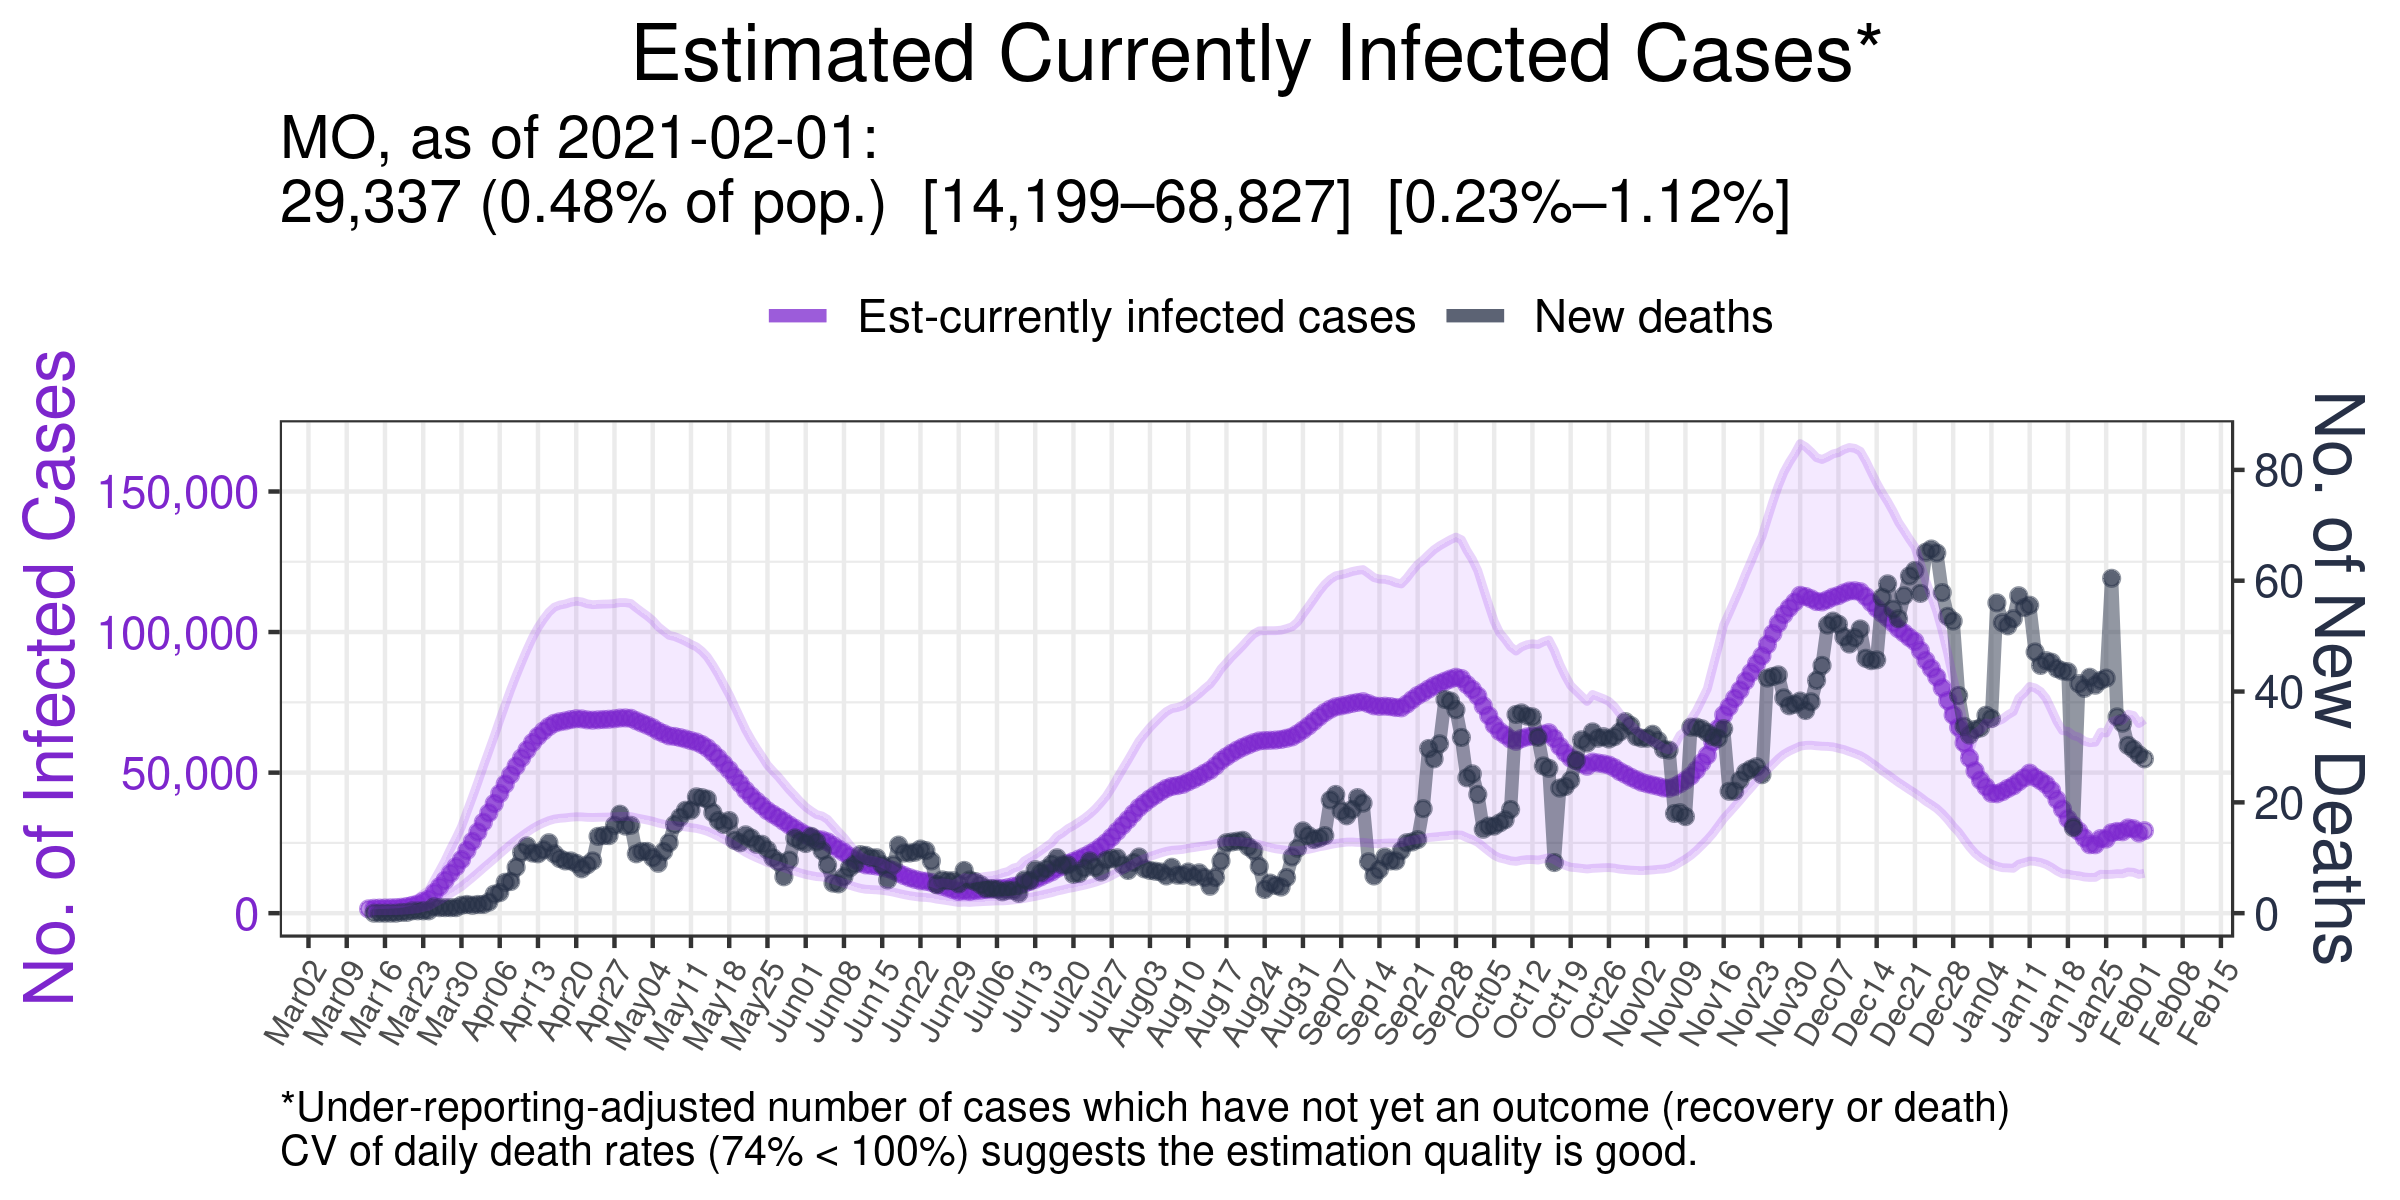 Estimated Currently Infected Cases*
MO, as of 2021-02-01:
29,337 (0.48% of pop.)  [14,199–68,827]  [0.23%–1.12%]
Est-currently infected cases
New deaths
No. of Infected Cases
150,000
100,000
50,000
0
80
60
40
20
0
No. of New Deaths
Mar02
Mar09
Mar16
Mar23
Mar30
Apr06
Apr13
Apr20
Apr27
May04
May11
May18
May25
Jun01
Jun08
Jun15
Jun22
Jun29
Jul06
Jul13
Jul20
Jul27
Aug03
Aug10
Aug17
Aug24
Aug31
Sep07
Sep14
Sep21
Sep28
Oct05
Oct12
Oct19
Oct26
Nov02
Nov09
Nov16
Nov23
Nov30
Dec07
Dec14
Dec21
Dec28
Jan04
Jan11
Jan18
Jan25
Feb01
Feb08
Feb15
*Under-reporting-adjusted number of cases which have not yet an outcome (recovery or death)
CV of daily death rates (74% < 100%) suggests the estimation quality is good.